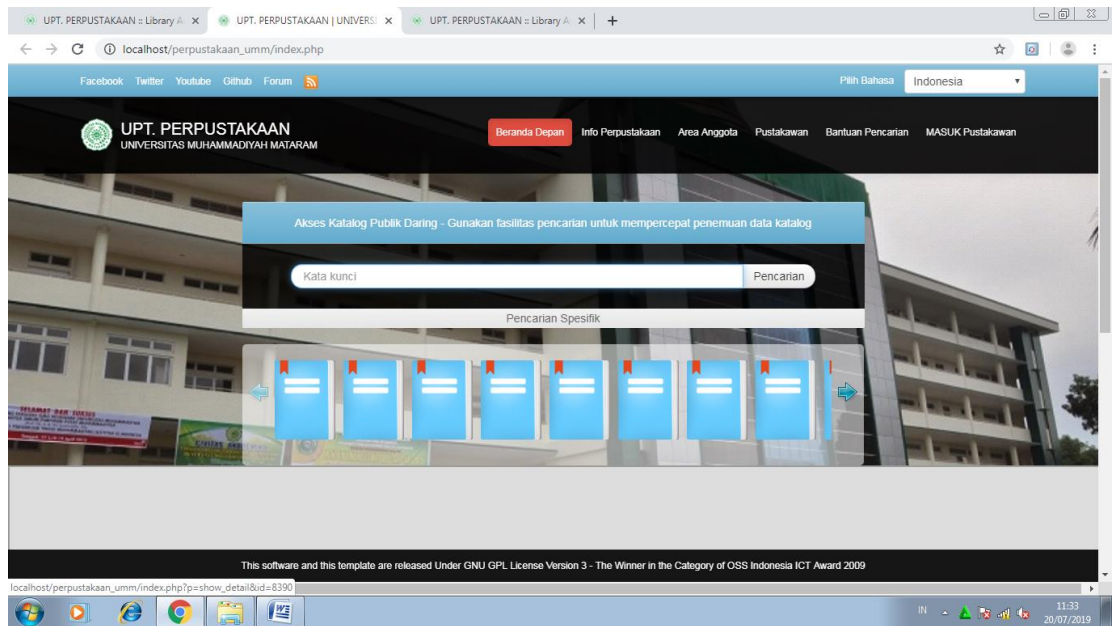 UPT. PERPUSTAKAAN :: Library A
UPT. PERPUSTAKAAN | UNIVERSI
UPT. PERPUSTAKAAN :: Library A
localhost/perpustakaan_umm/index.php
Facebook Twitter Youtube Github Forum
Pilih Bahasa
Indonesia
UPT. PERPUSTAKAAN
UNIVERSITAS MUHAMMADIYAH MATARAM
Beranda Depan
Info Perpustakaan
Area Anggota
Pustakawan
Bantuan Pencarian
MASUK Pustakawan
Akses Katalog Publik Daring - Gunakan fasilitas pencarian untuk mempercepat penemuan data katalog
Kata kunci
Pencarian
Pencarian Spesifik
SELAMAT DAN SUKSES
This software and this template are released Under GNU GPL License Version 3 - The Winner in the Category of OSS Indonesia ICT Award 2009
localhost/perpustakaan_umm/index.php?p=show_detail&id=8390
IN
11:33
20/07/2019